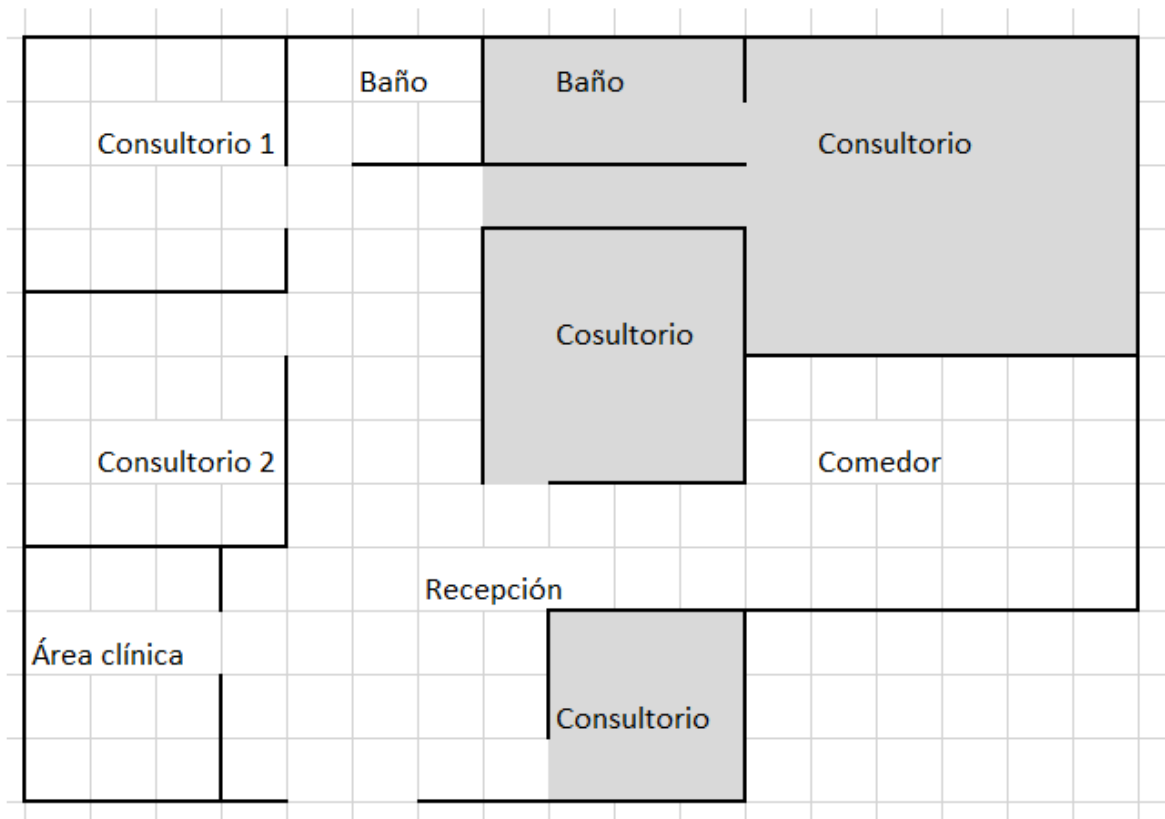 Baño
Baño
Consultorio 1
Consultorio
Cosultorio
Consultorio 2
Comedor
Recepción
Área clínica
Consultorio